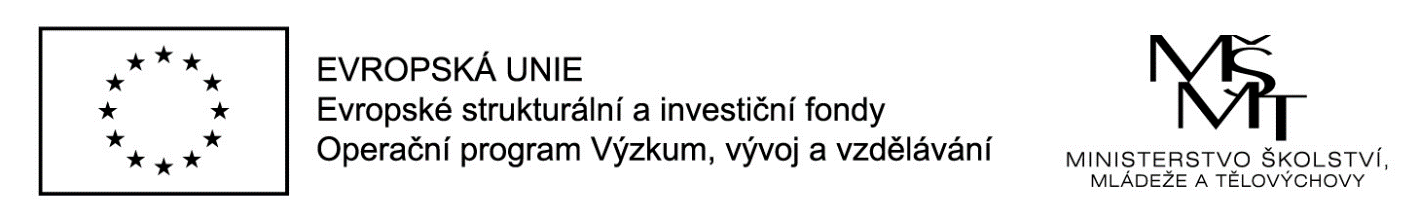 EVROPSKÁ UNIE
Evropské strukturální a investiční fondy
Operační program Výzkum, vývoj a vzdělávání
MŠ
MT
MINISTERSTVO ŠKOLSTVÍ,
MLÁDEŽE A TĚLOVÝCHOVY